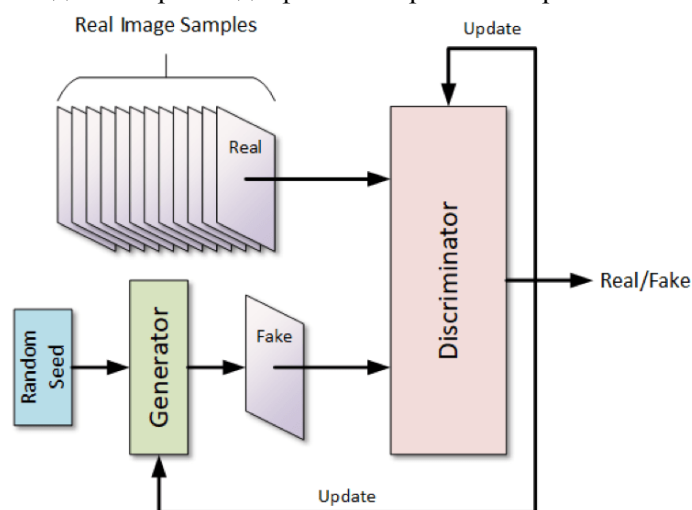 Real Image Samples
Update
Real
Discriminator
Real/Fake
Random
Seed
Generator
Fake
Update